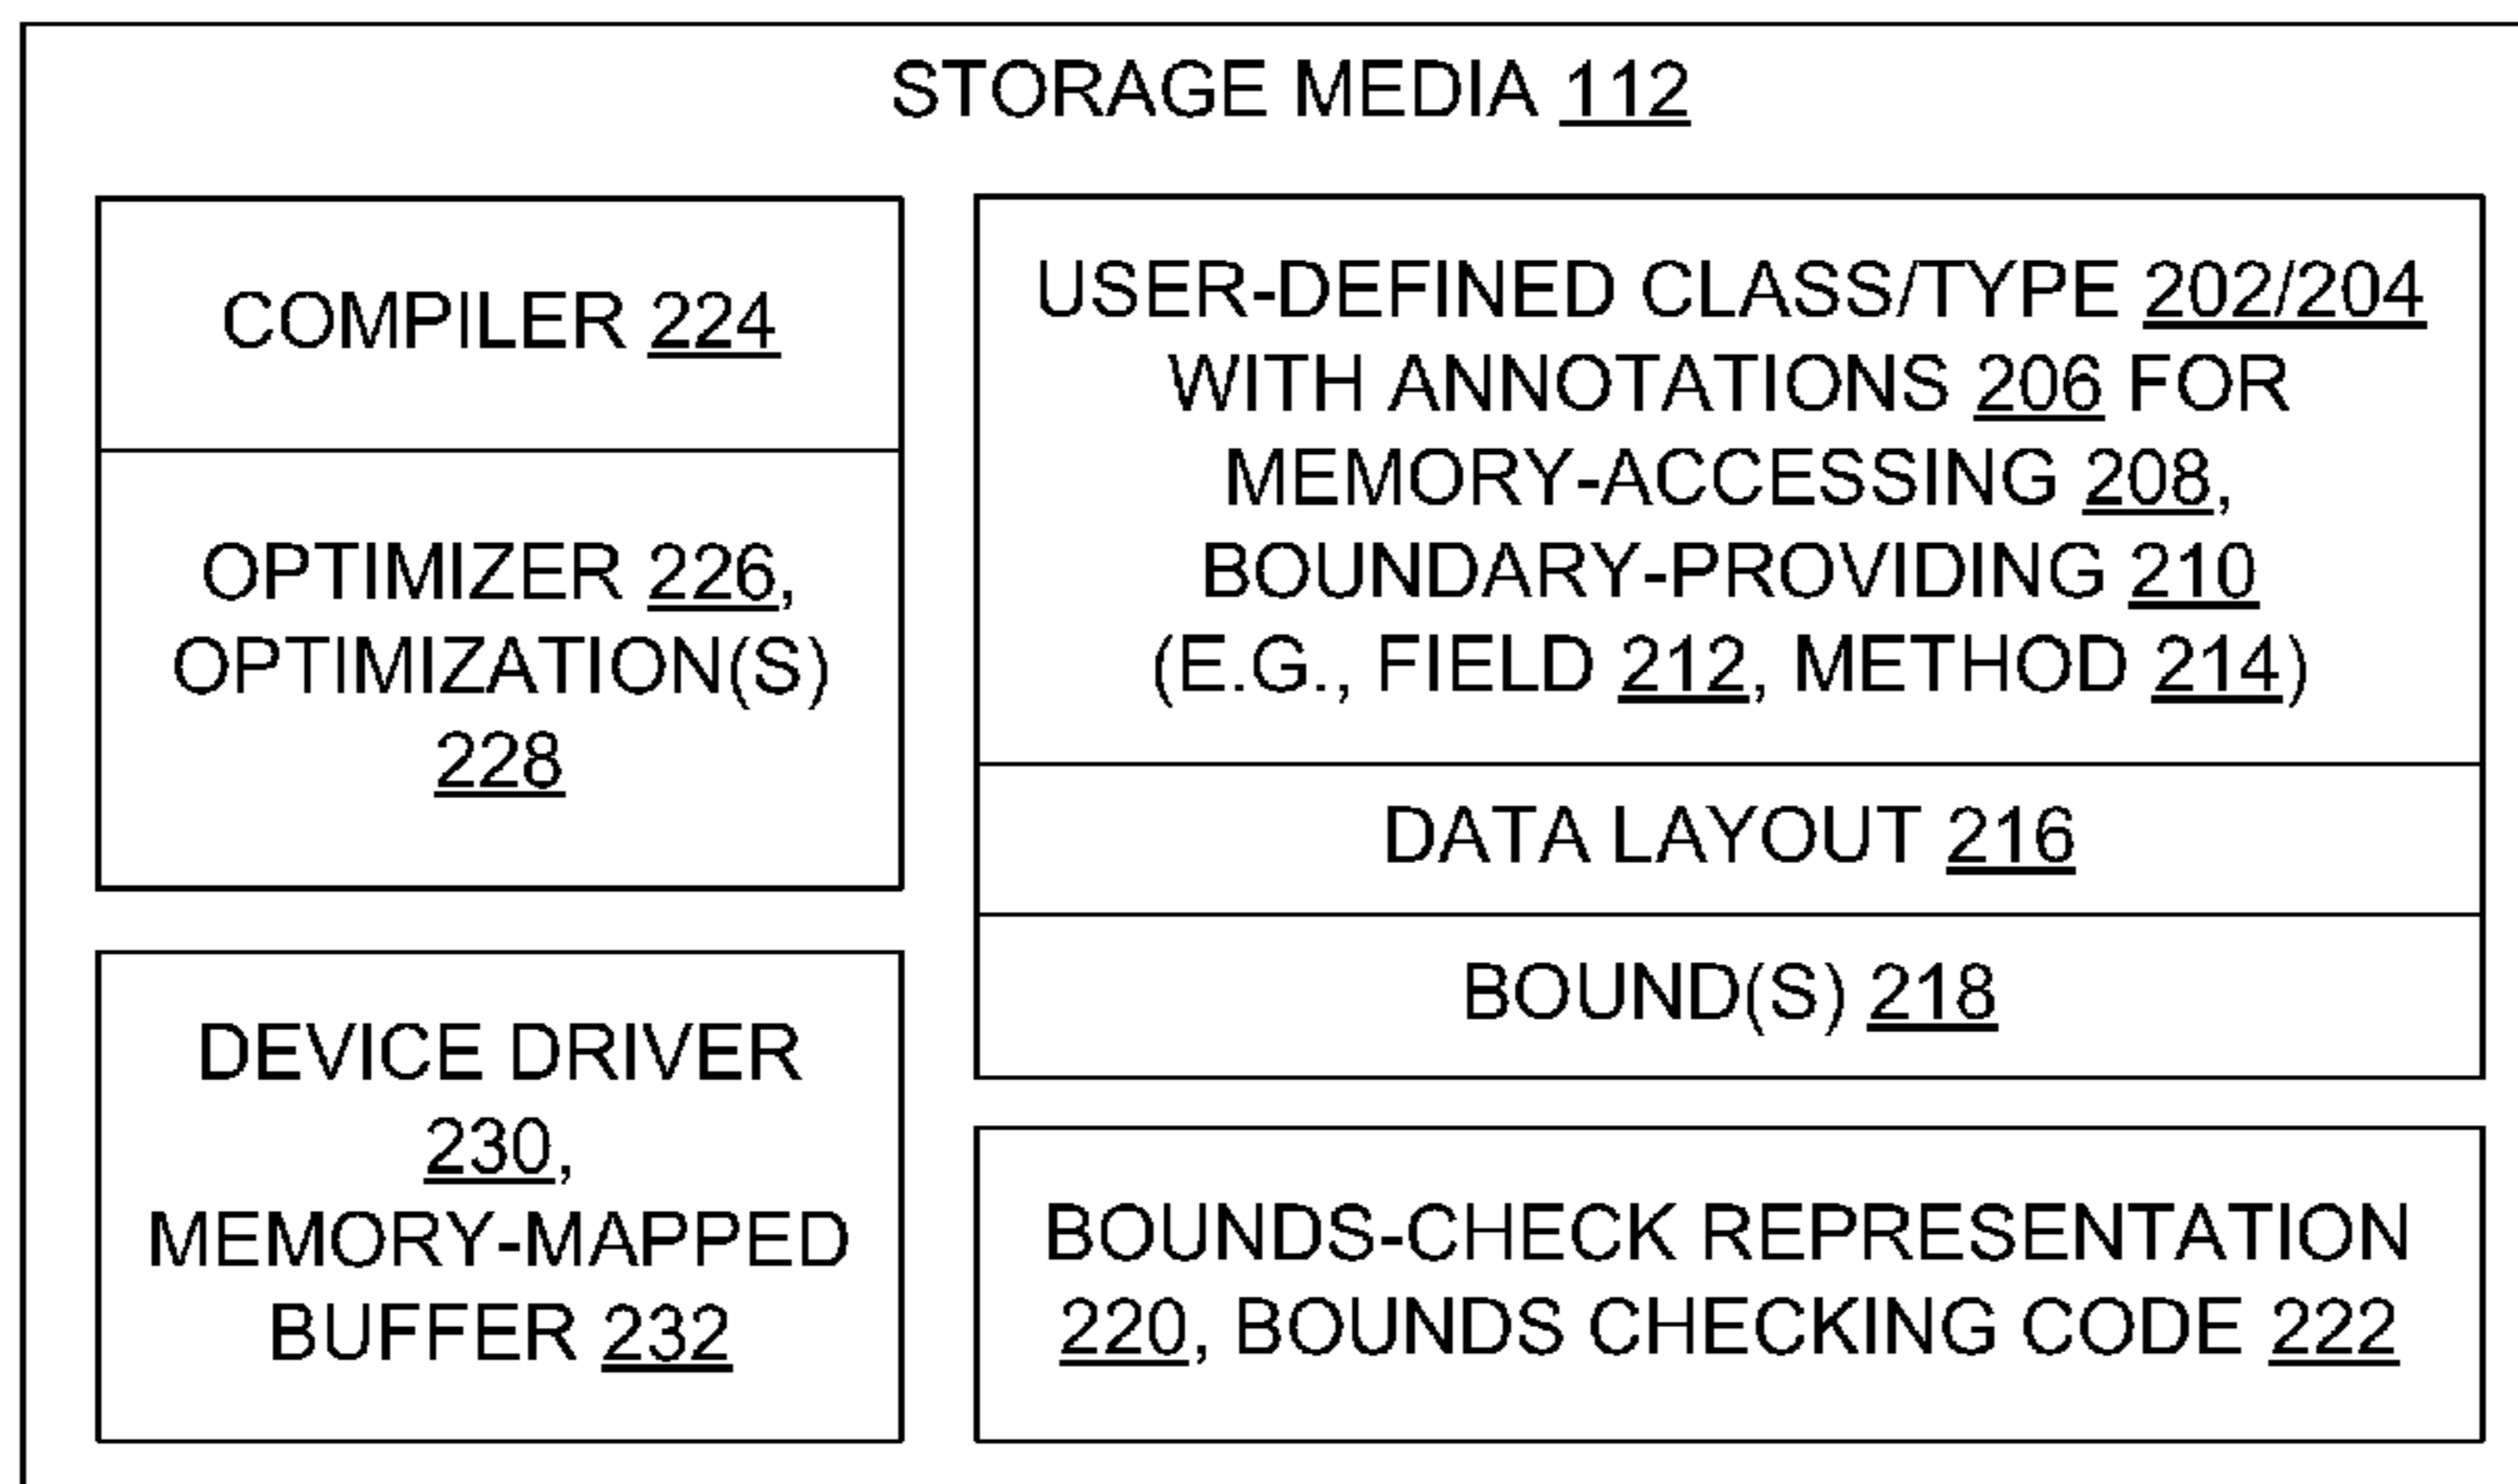 STORAGE MEDIA 112
COMPILER 224
OPTIMIZER 226,
OPTIMIZATION(S)
228
DEVICE DRIVER
230,
MEMORY-MAPPED
BUFFER 232
USER-DEFINED CLASS/TYPE 202/204
WITH ANNOTATIONS 206 FOR
MEMORY-ACCESSING 208,
BOUNDARY-PROVIDING 210
(E.G., FIELD 212, METHOD 214)
DATA LAYOUT 216
BOUND(S) 218
BOUNDS-CHECK REPRESENTATION
220, BOUNDS CHECKING CODE 222